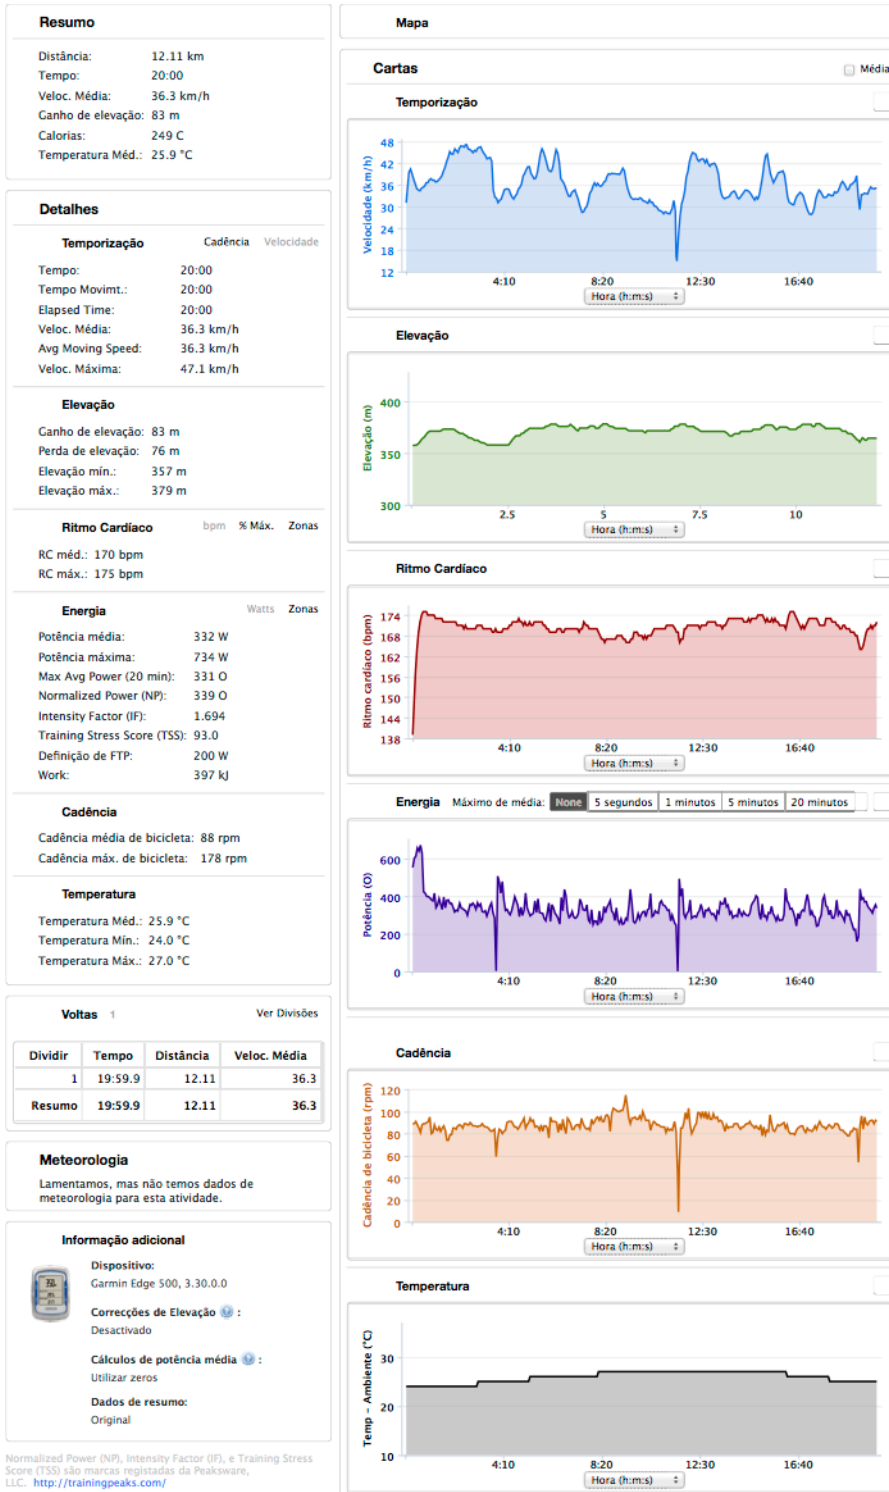 Resumo
Distância: 12.11 km
Tempo: 20:00
Veloc. Média: 36.3 km/h
Ganho de elevação: 83 m
Calorias: 249 C
Temperatura Méd.: 25.9 °C
Detalhes
Temporização Cadência Velocidade
Tempo: 20:00
Tempo Movimt.: 20:00
Elapsed Time: 20:00
Veloc. Média: 36.3 km/h
Avg Moving Speed: 36.3 km/h
Veloc. Máxima: 47.1 km/h
Elevação
Ganho de elevação: 83 m
Perda de elevação: 76 m
Elevação mín.: 357 m
Elevação máx.: 379 m
Ritmo Cardíaco bpm % Máx. Zonas
RC méd.: 170 bpm
RC máx.: 175 bpm
Energia Watts Zonas
Potência média: 332 W
Potência máxima: 734 W
Max Avg Power (20 min): 331 O
Normalized Power (NP): 339 O
Intensity Factor (IF): 1.694
Training Stress Score (TSS): 93.0
Definição de FTP: 200 W
Work: 397 kJ
Cadência
Cadência média de bicicleta: 88 rpm
Cadência máx. de bicicleta: 178 rpm
Temperatura
Temperatura Méd.: 25.9 °C
Temperatura Mín.: 24.0 °C
Temperatura Máx.: 27.0 °C
Voltas 1 Ver Divisões
Dividir Tempo Distância Veloc. Média
1 19:59.9 12.11 36.3
Resumo 19:59.9 12.11 36.3
Meteorologia
Lamentamos, mas não temos dados de
meteorologia para esta atividade.
Informação adicional
Dispositivo:
Garmin Edge 500, 3.30.0.0
Correcções de Elevação :
Desactivado
Cálculos de potência média :
Utilizar zeros
Dados de resumo:
Original
Normalized Power (NP), Intensity Factor (IF), e Training Stress
Score (TSS) são marcas registadas da Peaksware,
LLC. http://trainingpeaks.com/
Mapa
Cartas Média
Temporização
Velocidade (km/h)
48
42
36
30
24
18
12
4:10 8:20 12:30 16:40
Hora (h:m:s)
Elevação
Elevação (m)
400
350
300
2.5 5 7.5 10
Hora (h:m:s)
Ritmo Cardíaco
Ritmo cardíaco (bpm)
174
168
162
156
150
144
138
4:10 8:20 12:30 16:40
Hora (h:m:s)
Energia Máximo de média: None 5 segundos 1 minutos 5 minutos 20 minutos
Potência (O)
600
400
200
0
4:10 8:20 12:30 16:40
Hora (h:m:s)
Cadência
Cadência de bicicleta (rpm)
120
100
80
60
40
20
0
4:10 8:20 12:30 16:40
Hora (h:m:s)
Temperatura
Temp - Ambiente (°C)
30
20
10
4:10 8:20 12:30 16:40
Hora (h:m:s)